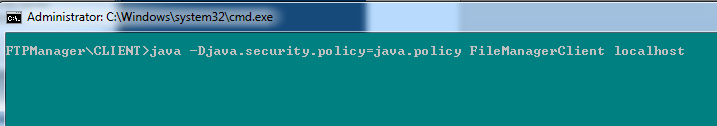 Administrator: C:\Windows\system32\cmd.exe
FTPManager\CLIENT>java -Djava.security.policy=java.policy FileManagerClient localhost